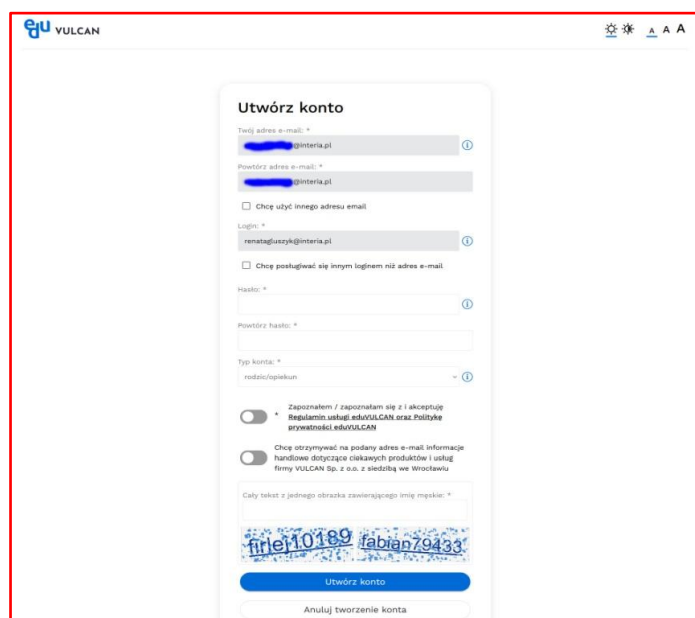 edu VULCAN
A A A
Utwórz konto
Twój adres e-mail: *
@interia.pl
Powtórz adres e-mail: *
@interia.pl
Chcę użyć innego adresu email
Login: *
renatagluszyk@interia.pl
Chcę posługiwać się innym loginem niż adres e-mail
Hasło: *
Powtórz hasło: *
Typ konta: *
rodzic/opiekun
* Zapoznałem / zapoznałam się z i akceptuję
Regulamin usługi eduVULCAN oraz Politykę
prywatności eduVULCAN
Chcę otrzymywać na podany adres e-mail informacje
handlowe dotyczące ciekawych produktów i usług
firmy VULCAN Sp. z o.o. z siedzibą we Wrocławiu
Cały tekst z jednego obrazka zawierającego imię męskie: *
firlej10189 fabian79433
Utwórz konto
Anuluj tworzenie konta